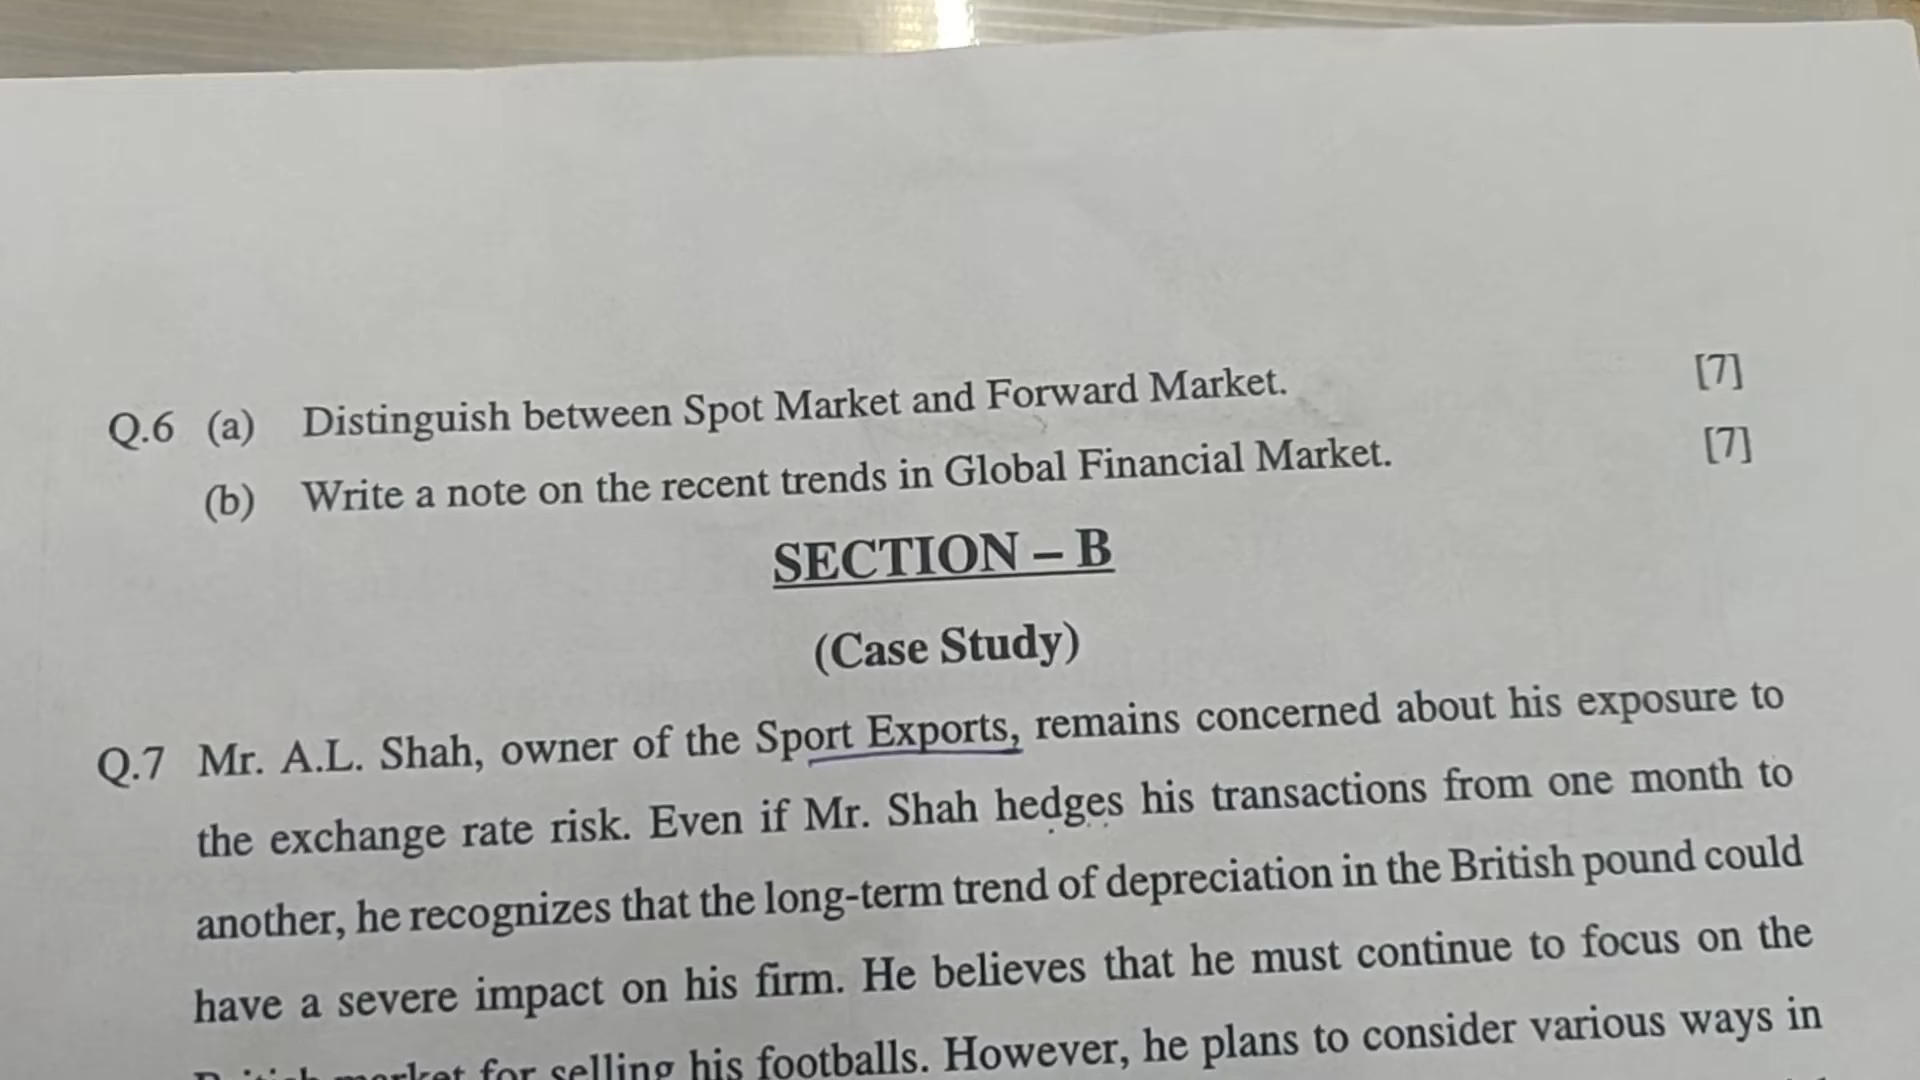 Q.6 (a) Distinguish between Spot Market and Forward Market. [7]
(b) Write a note on the recent trends in Global Financial Market. [7]
SECTION – B
(Case Study)
Q.7 Mr. A.L. Shah, owner of the Sport Exports, remains concerned about his exposure to
the exchange rate risk. Even if Mr. Shah hedges his transactions from one month to
another, he recognizes that the long-term trend of depreciation in the British pound could
have a severe impact on his firm. He believes that he must continue to focus on the
British market for selling his footballs. However, he plans to consider various ways in